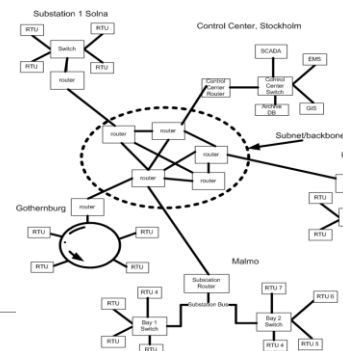 Substation 1 Solna
Control Center, Stockholm
RTU
RTU
Switch
RTU
RTU
router
SCADA
EMS
Control
Center
Router
Control
Center
Switch
Archive
DB
GIS
router
router
router
router
router
Subnet/backbone
Gothernburg
router
RTU
RTU
RTU
RTU
RTU
RTU
Malmo
Substation
Router
Substation Bus
RTU
RTU 4
RTU
RTU
Bay 1
Switch
RTU 7
RTU 6
Bay 2
Switch
RTU 4
RTU 5